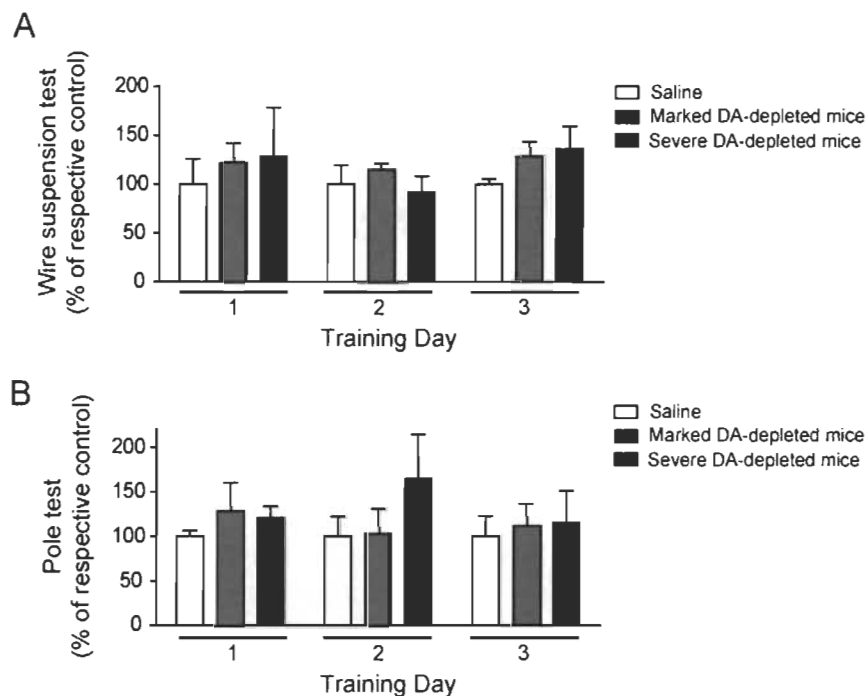 A
Wire suspension test
(% of respective control)
200
150
100
50
0
1
2
3
Training Day
Saline
Marked DA-depleted mice
Severe DA-depleted mice
B
Pole test
(% of respective control)
200
150
100
50
0
1
2
3
Training Day
Saline
Marked DA-depleted mice
Severe DA-depleted mice